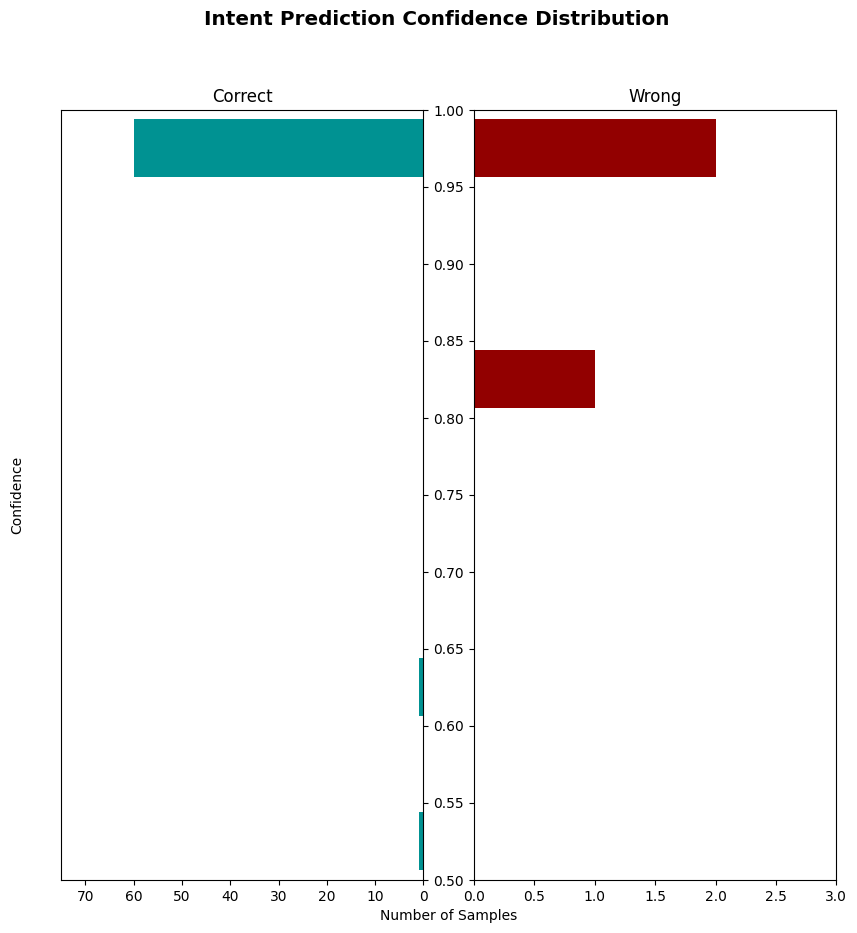 Intent Prediction Confidence Distribution
Correct
Wrong
1.00
0.95
0.90
0.85
0.80
0.75
0.70
0.65
0.60
0.55
0.50
Confidence
70 60 50 40 30 20 10 0
0.0 0.5 1.0 1.5 2.0 2.5 3.0
Number of Samples